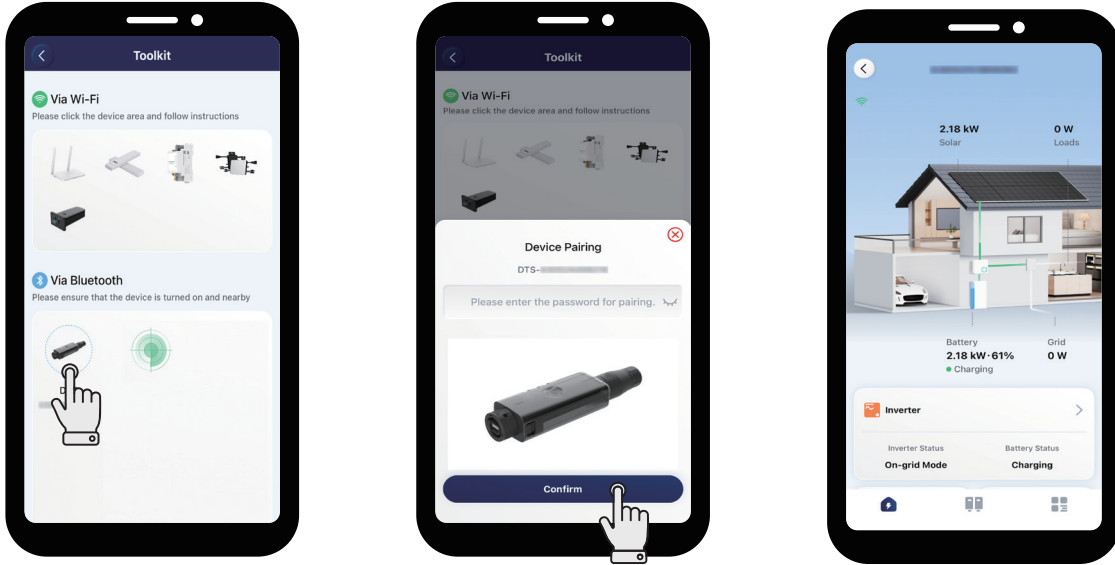 Toolkit
Via Wi-Fi
Please click the device area and follow instructions
Via Bluetooth
Please ensure that the device is turned on and nearby
Toolkit
Via Wi-Fi
Please click the device area and follow instructions
Device Pairing
DTS-
Please enter the password for pairing.
Confirm
2.18 kW 0 W
Solar Loads
Battery Grid
2.18 kW·61% 0 W
Charging
Inverter
Inverter Status Battery Status
On-grid Mode Charging